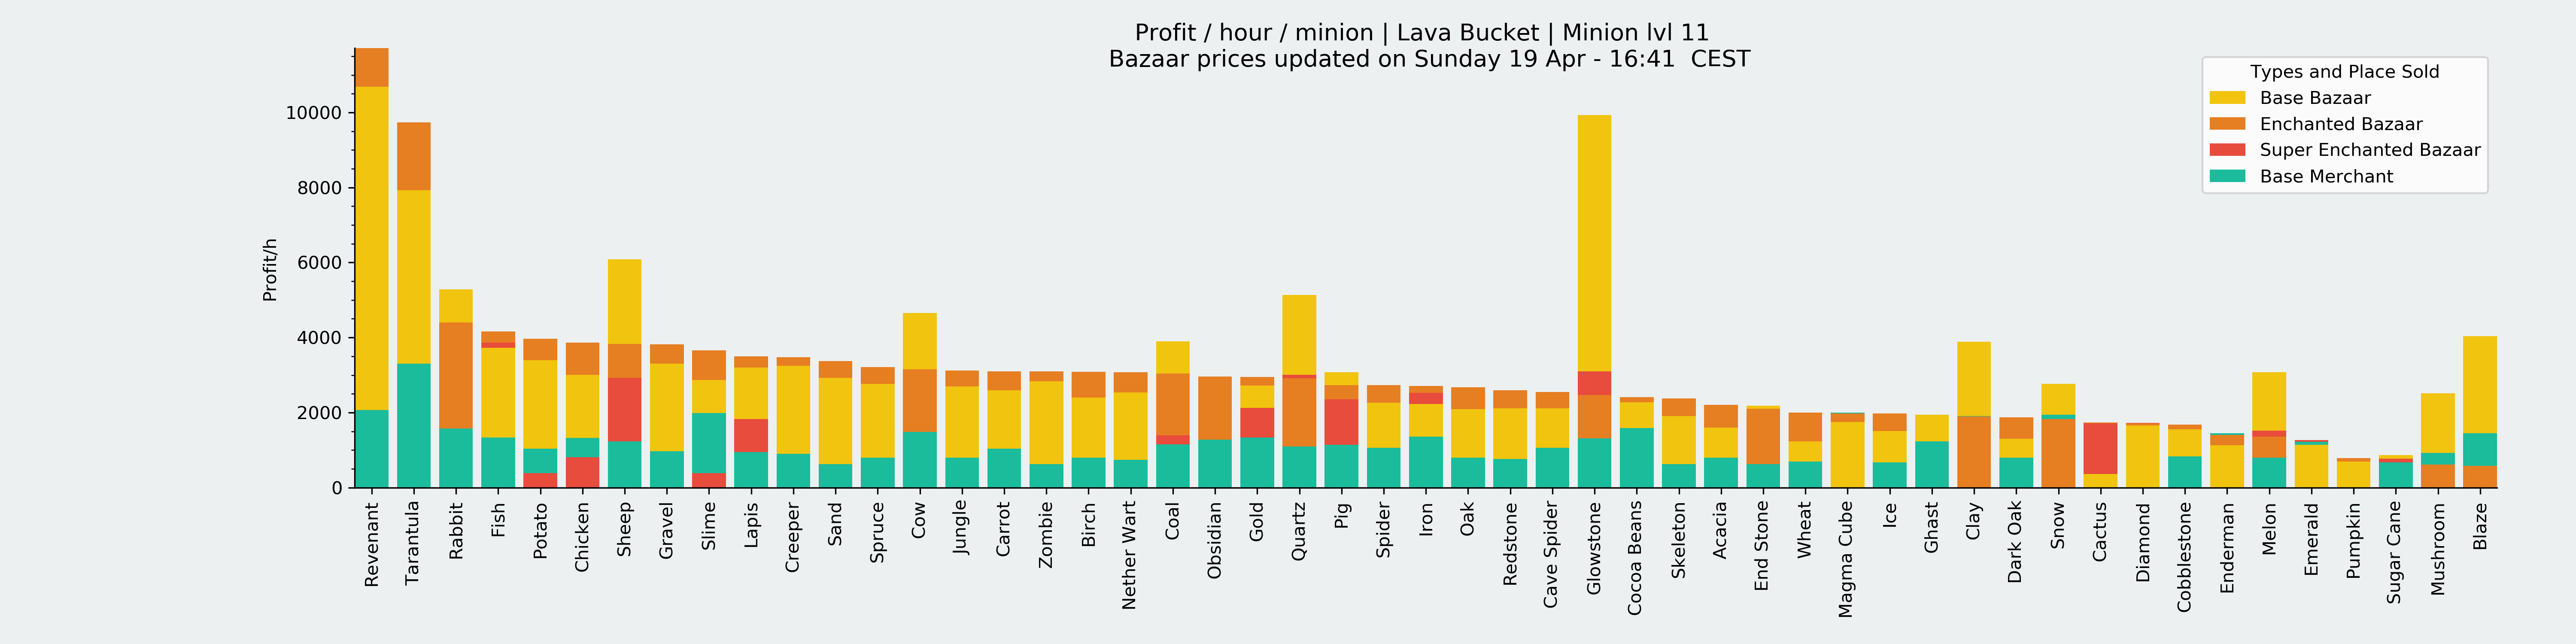 Profit / hour / minion | Lava Bucket | Minion lvl 11
Bazaar prices updated on Sunday 19 Apr - 16:41  CEST
Types and Place Sold
Base Bazaar
Enchanted Bazaar
Super Enchanted Bazaar
Base Merchant
Profit/h
10000
8000
6000
4000
2000
0
Revenant
Tarantula
Rabbit
Fish
Potato
Chicken
Sheep
Gravel
Slime
Lapis
Creeper
Sand
Spruce
Cow
Jungle
Carrot
Zombie
Birch
Nether Wart
Coal
Obsidian
Gold
Quartz
Pig
Spider
Iron
Oak
Redstone
Cave Spider
Glowstone
Cocoa Beans
Skeleton
Acacia
End Stone
Wheat
Magma Cube
Ice
Ghast
Clay
Dark Oak
Snow
Cactus
Diamond
Cobblestone
Enderman
Melon
Emerald
Pumpkin
Sugar Cane
Mushroom
Blaze